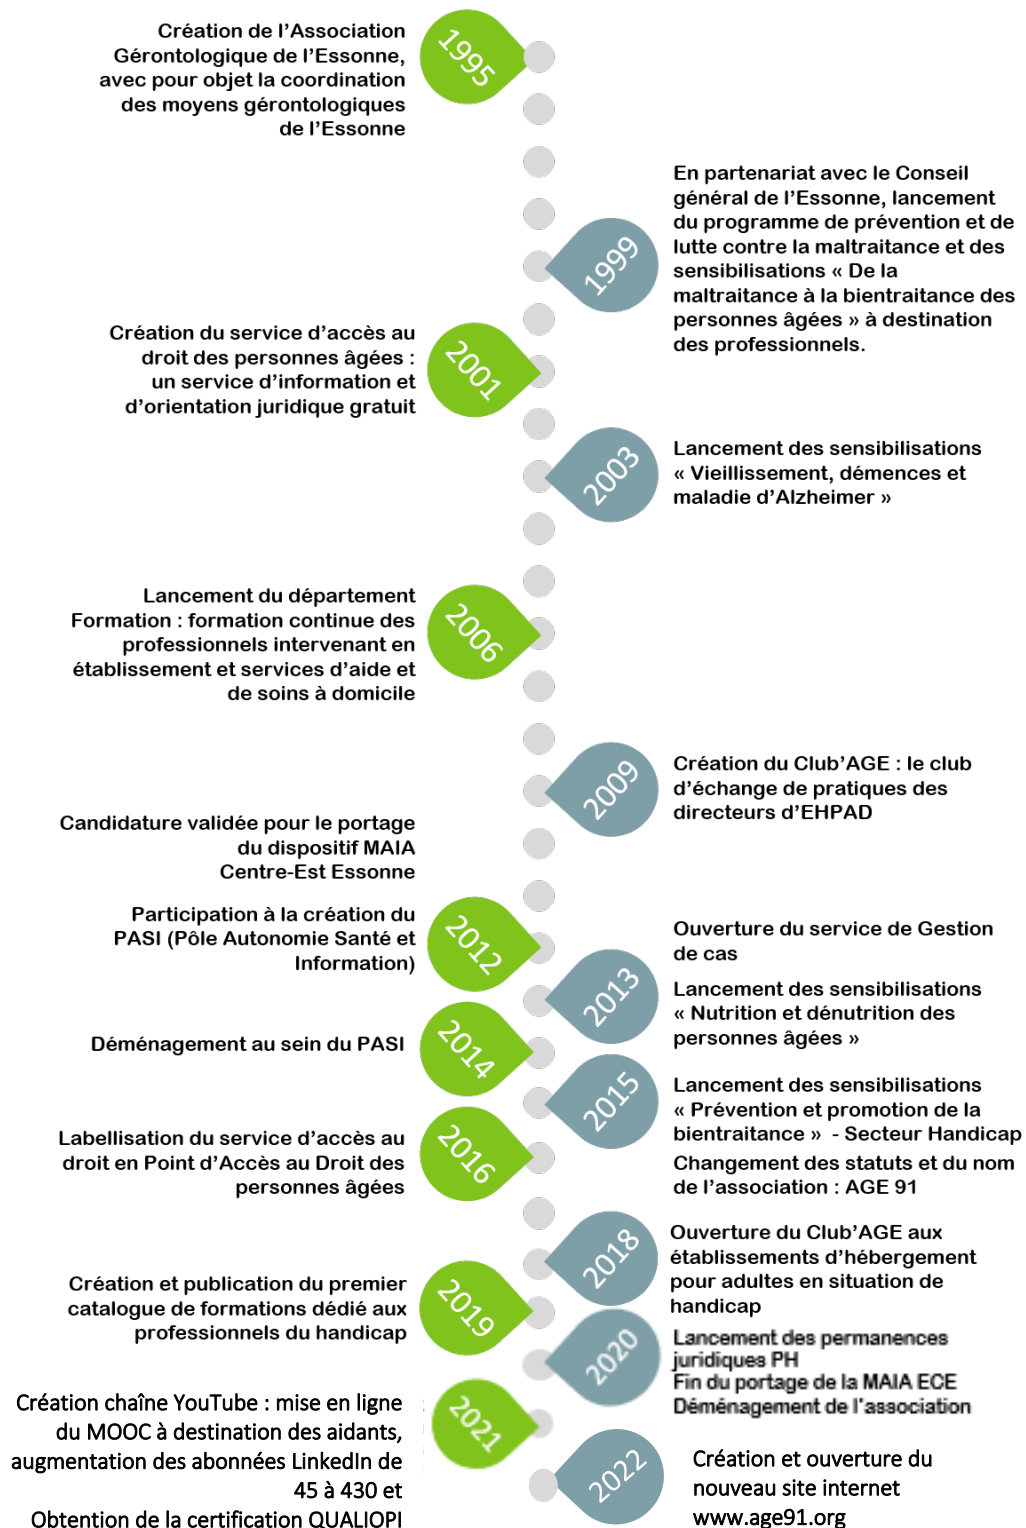 Création de l’Association
Gérontologique de l’Essonne,
avec pour objet la coordination
des moyens gérontologiques
de l’Essonne
1995
En partenariat avec le Conseil
général de l’Essonne, lancement
du programme de prévention et de
lutte contre la maltraitance et des
sensibilisations « De la
maltraitance à la bientraitance des
personnes âgées » à destination
des professionnels.
1999
Création du service d’accès au
droit des personnes âgées :
un service d’information et
d’orientation juridique gratuit
2001
Lancement des sensibilisations
« Vieillissement, démences et
maladie d’Alzheimer »
2003
Lancement du département
Formation : formation continue des
professionnels intervenant en
établissement et services d’aide et
de soins à domicile
2006
Création du Club’AGE : le club
d’échange de pratiques des
directeurs d’EHPAD
2009
Candidature validée pour le portage
du dispositif MAIA
Centre-Est Essonne
Participation à la création du
PASI (Pôle Autonomie Santé et
Information)
2012
Ouverture du service de Gestion
de cas
Lancement des sensibilisations
« Nutrition et dénutrition des
personnes âgées »
2013
Déménagement au sein du PASI
2014
Lancement des sensibilisations
« Prévention et promotion de la
bientraitance » - Secteur Handicap
Changement des statuts et du nom
de l’association : AGE 91
2015
Labellisation du service d’accès au
droit en Point d’Accès au Droit des
personnes âgées
2016
Ouverture du Club’AGE aux
établissements d’hébergement
pour adultes en situation de
handicap
2018
Création et publication du premier
catalogue de formations dédié aux
professionnels du handicap
2019
Lancement des permanences
juridiques PH
Fin du portage de la MAIA ECE
Déménagement de l’association
2020
Création chaîne YouTube : mise en ligne
du MOOC à destination des aidants,
augmentation des abonnées LinkedIn de
45 à 430 et
Obtention de la certification QUALIOPI
2021
Création et ouverture du
nouveau site internet
www.age91.org
2022